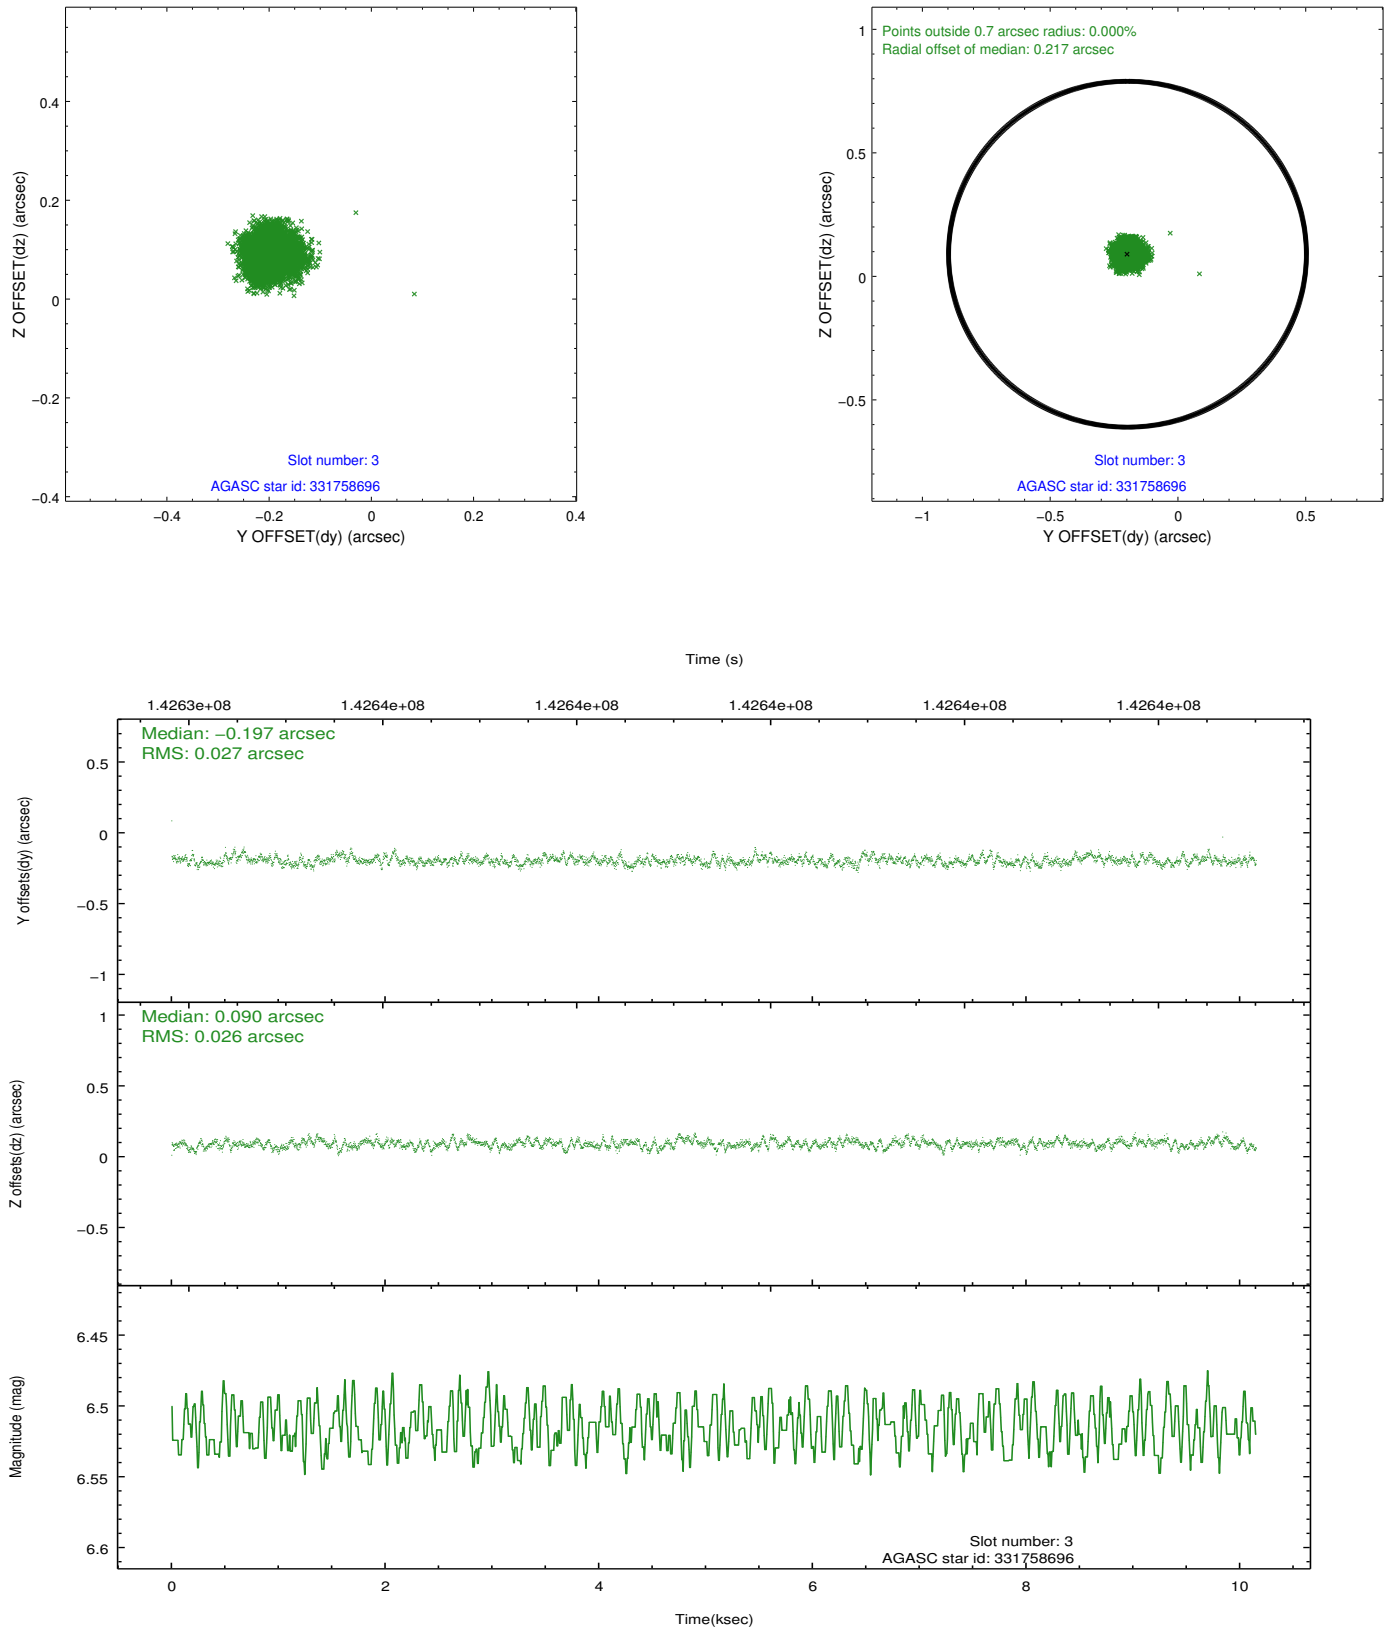 0.4
0.2
0
−0.2
−0.4
Z OFFSET(dz) (arcsec)
Slot number: 3
AGASC star id: 331758696
−0.4
−0.2
0
0.2
0.4
Y OFFSET(dy) (arcsec)
Points outside 0.7 arcsec radius: 0.000%
Radial offset of median: 0.217 arcsec
1
0.5
0
−0.5
Z OFFSET(dz) (arcsec)
Slot number: 3
AGASC star id: 331758696
−1
−0.5
0
0.5
Y OFFSET(dy) (arcsec)
Time (s)
1.4263e+08
1.4264e+08
1.4264e+08
1.4264e+08
1.4264e+08
1.4264e+08
Median: −0.197 arcsec
RMS: 0.027 arcsec
0.5
0
−0.5
−1
Y offsets(dy) (arcsec)
Median: 0.090 arcsec
RMS: 0.026 arcsec
1
0.5
0
−0.5
Z offsets(dz) (arcsec)
6.45
6.5
6.55
6.6
Magnitude (mag)
Slot number: 3
AGASC star id: 331758696
0
2
4
6
8
10
Time(ksec)